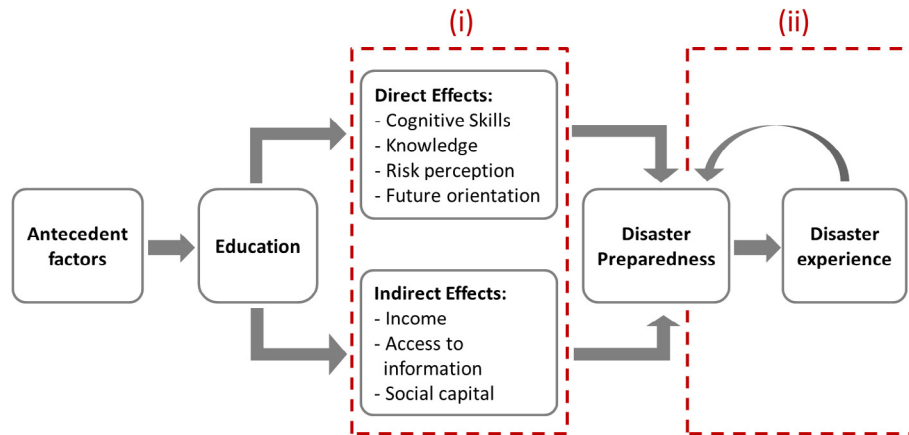 (i)
(ii)
Antecedent
factors
Education
Direct Effects:
- Cognitive Skills
- Knowledge
- Risk perception
- Future orientation
Indirect Effects:
- Income
- Access to
information
- Social capital
Disaster
Preparedness
Disaster
experience